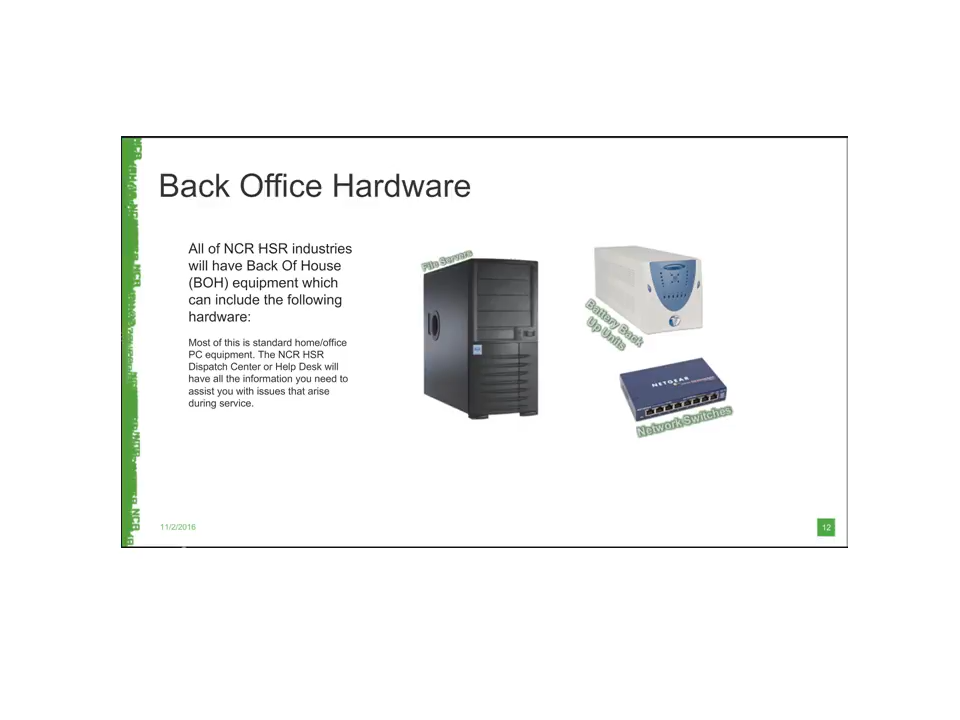 Back Office Hardware
All of NCR HSR industries
will have Back Of House
(BOH) equipment which
can include the following
hardware:
Most of this is standard home/office
PC equipment. The NCR HSR
Dispatch Center or Help Desk will
have all the information you need to
assist you with issues that arise
during service.
File Servers
Battery Back
Up Units
NETGEAR
Network Switches
11/2/2016
12